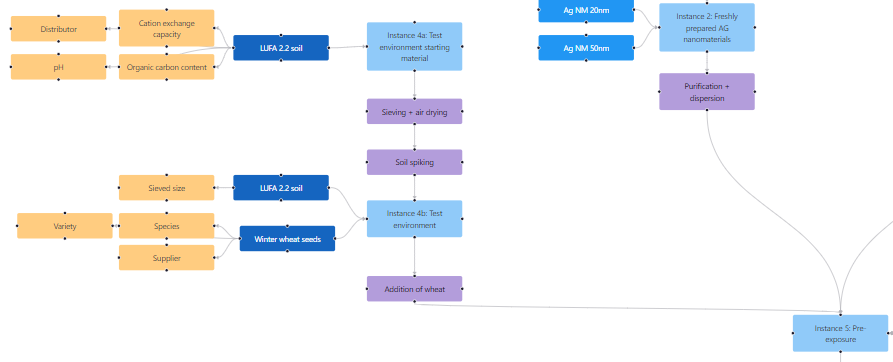 Ag NM 20nm
Instance 2: Freshly
prepared AG
nanomaterials
Distributor
Cation exchange
capacity
LUFA 2.2 soil
Instance 4a: Test
environment starting
material
Ag NM 50nm
pH
Organic carbon content
Purification +
dispersion
Sieving + air drying
Soil spiking
Sieved size
LUFA 2.2 soil
Instance 4b: Test
environment
Variety
Species
Winter wheat seeds
Supplier
Addition of wheat
Instance 5: Pre-
exposure